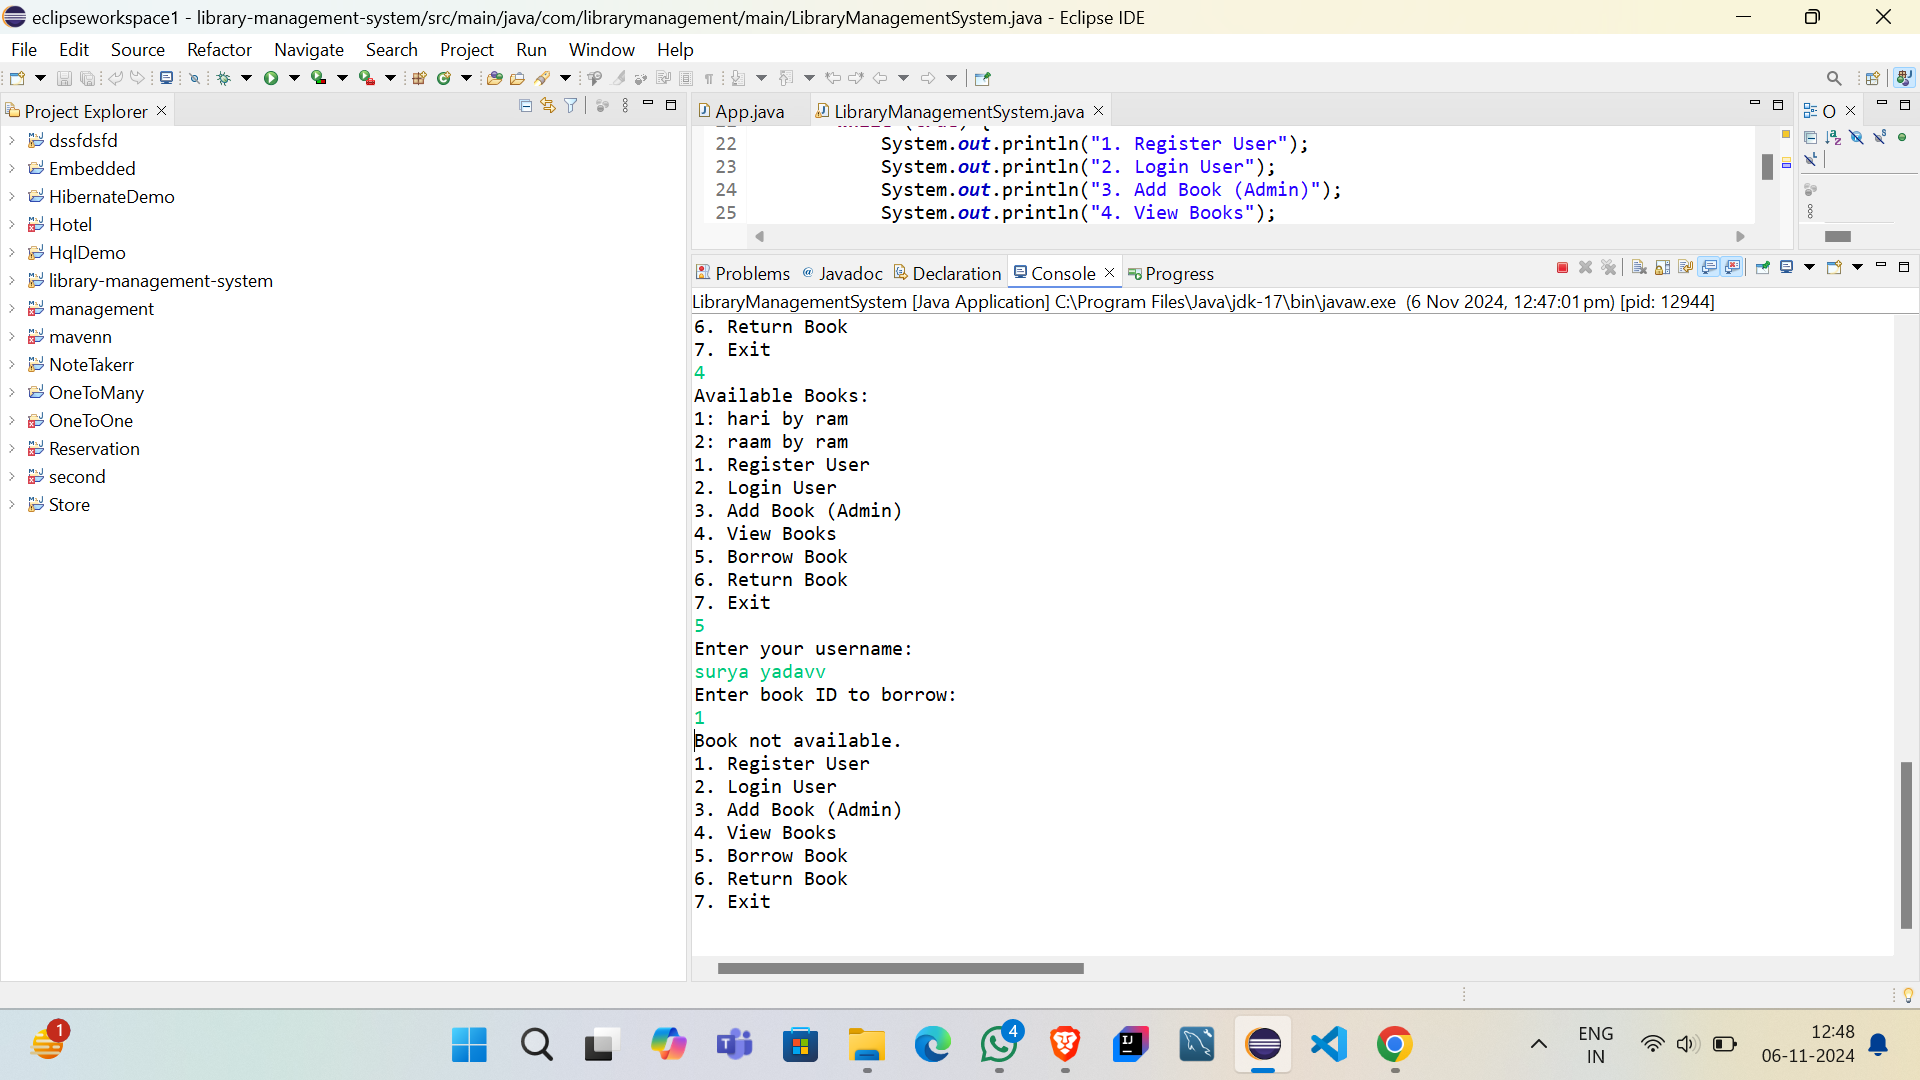 eclipseworkspace1 - library-management-system/src/main/java/com/librarymanagement/main/LibraryManagementSystem.java - Eclipse IDE
File Edit Source Refactor Navigate Search Project Run Window Help
Project Explorer
dssfdsfd
Embedded
HibernateDemo
Hotel
HqlDemo
library-management-system
management
mavenn
NoteTakerr
OneToMany
OneToOne
Reservation
second
Store
App.java LibraryManagementSystem.java
22 System.out.println("1. Register User");
23 System.out.println("2. Login User");
24 System.out.println("3. Add Book (Admin)");
25 System.out.println("4. View Books");
O
Problems @ Javadoc Declaration Console Progress
LibraryManagementSystem [Java Application] C:\Program Files\Java\jdk-17\bin\javaw.exe (6 Nov 2024, 12:47:01 pm) [pid: 12944]
6. Return Book
7. Exit
4
Available Books:
1: hari by ram
2: raam by ram
1. Register User
2. Login User
3. Add Book (Admin)
4. View Books
5. Borrow Book
6. Return Book
7. Exit
5
Enter your username:
surya yadavv
Enter book ID to borrow:
1
Book not available.
1. Register User
2. Login User
3. Add Book (Admin)
4. View Books
5. Borrow Book
6. Return Book
7. Exit
1
4
ENG
IN
12:48
06-11-2024